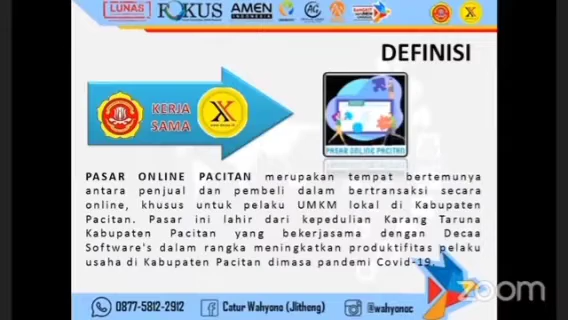 LUNAS
FOKUS
AMEN
INDONESIA
AG
DEFINISI
KERJA
SAMA
X
PASAR ONLINE PACITAN
PASAR ONLINE PACITAN merupakan tempat bertemunya
antara penjual dan pembeli dalam bertransaksi secara
online, khusus untuk pelaku UMKM lokal di Kabupaten
Pacitan. Pasar ini lahir dari kepedulian Karang Taruna
Kabupaten Pacitan yang bekerjasama dengan Decaa
Software's dalam rangka meningkatkan produktifitas pelaku
usaha di Kabupaten Pacitan dimasa pandemi Covid-19.
zoom
0877-5812-2912
Catur Wahyono (Jlitheng)
@wahyonoc